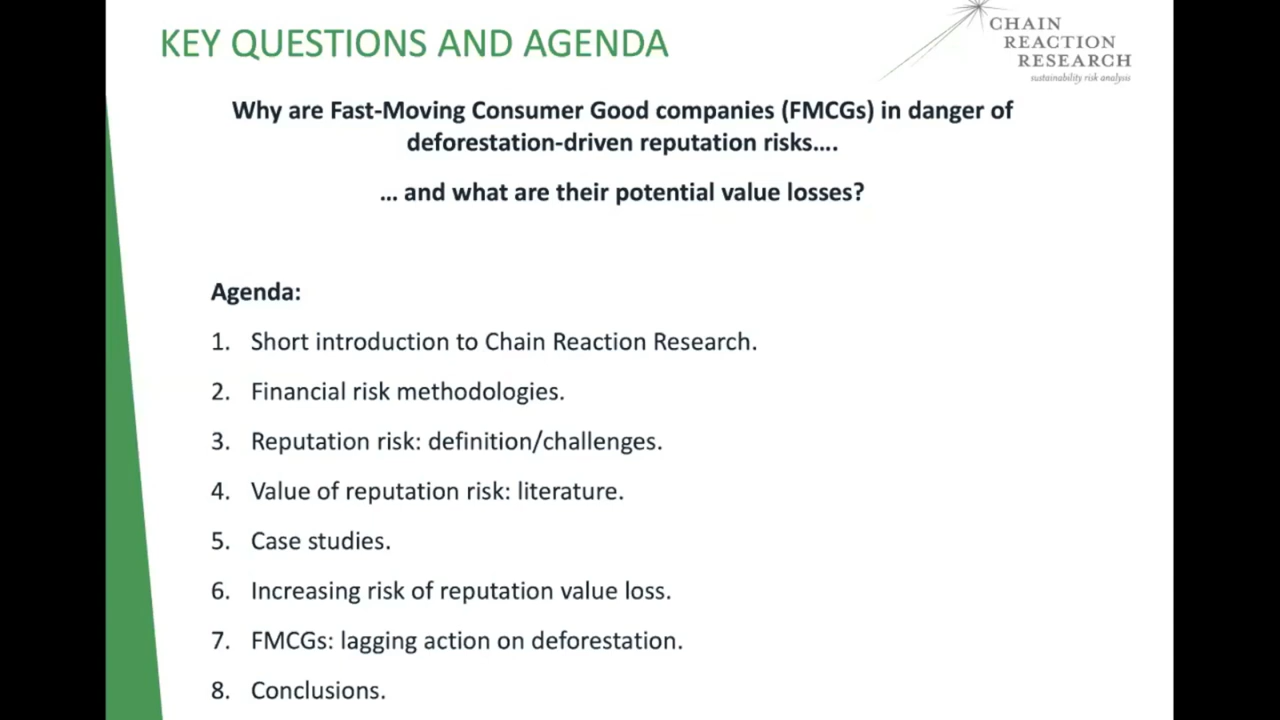 KEY QUESTIONS AND AGENDA
CHAIN
REACTION
RESEARCH
sustainability risk analysis
Why are Fast-Moving Consumer Good companies (FMCGs) in danger of
deforestation-driven reputation risks....
... and what are their potential value losses?
Agenda:
1. Short introduction to Chain Reaction Research.
2. Financial risk methodologies.
3. Reputation risk: definition/challenges.
4. Value of reputation risk: literature.
5. Case studies.
6. Increasing risk of reputation value loss.
7. FMCGs: lagging action on deforestation.
8. Conclusions.